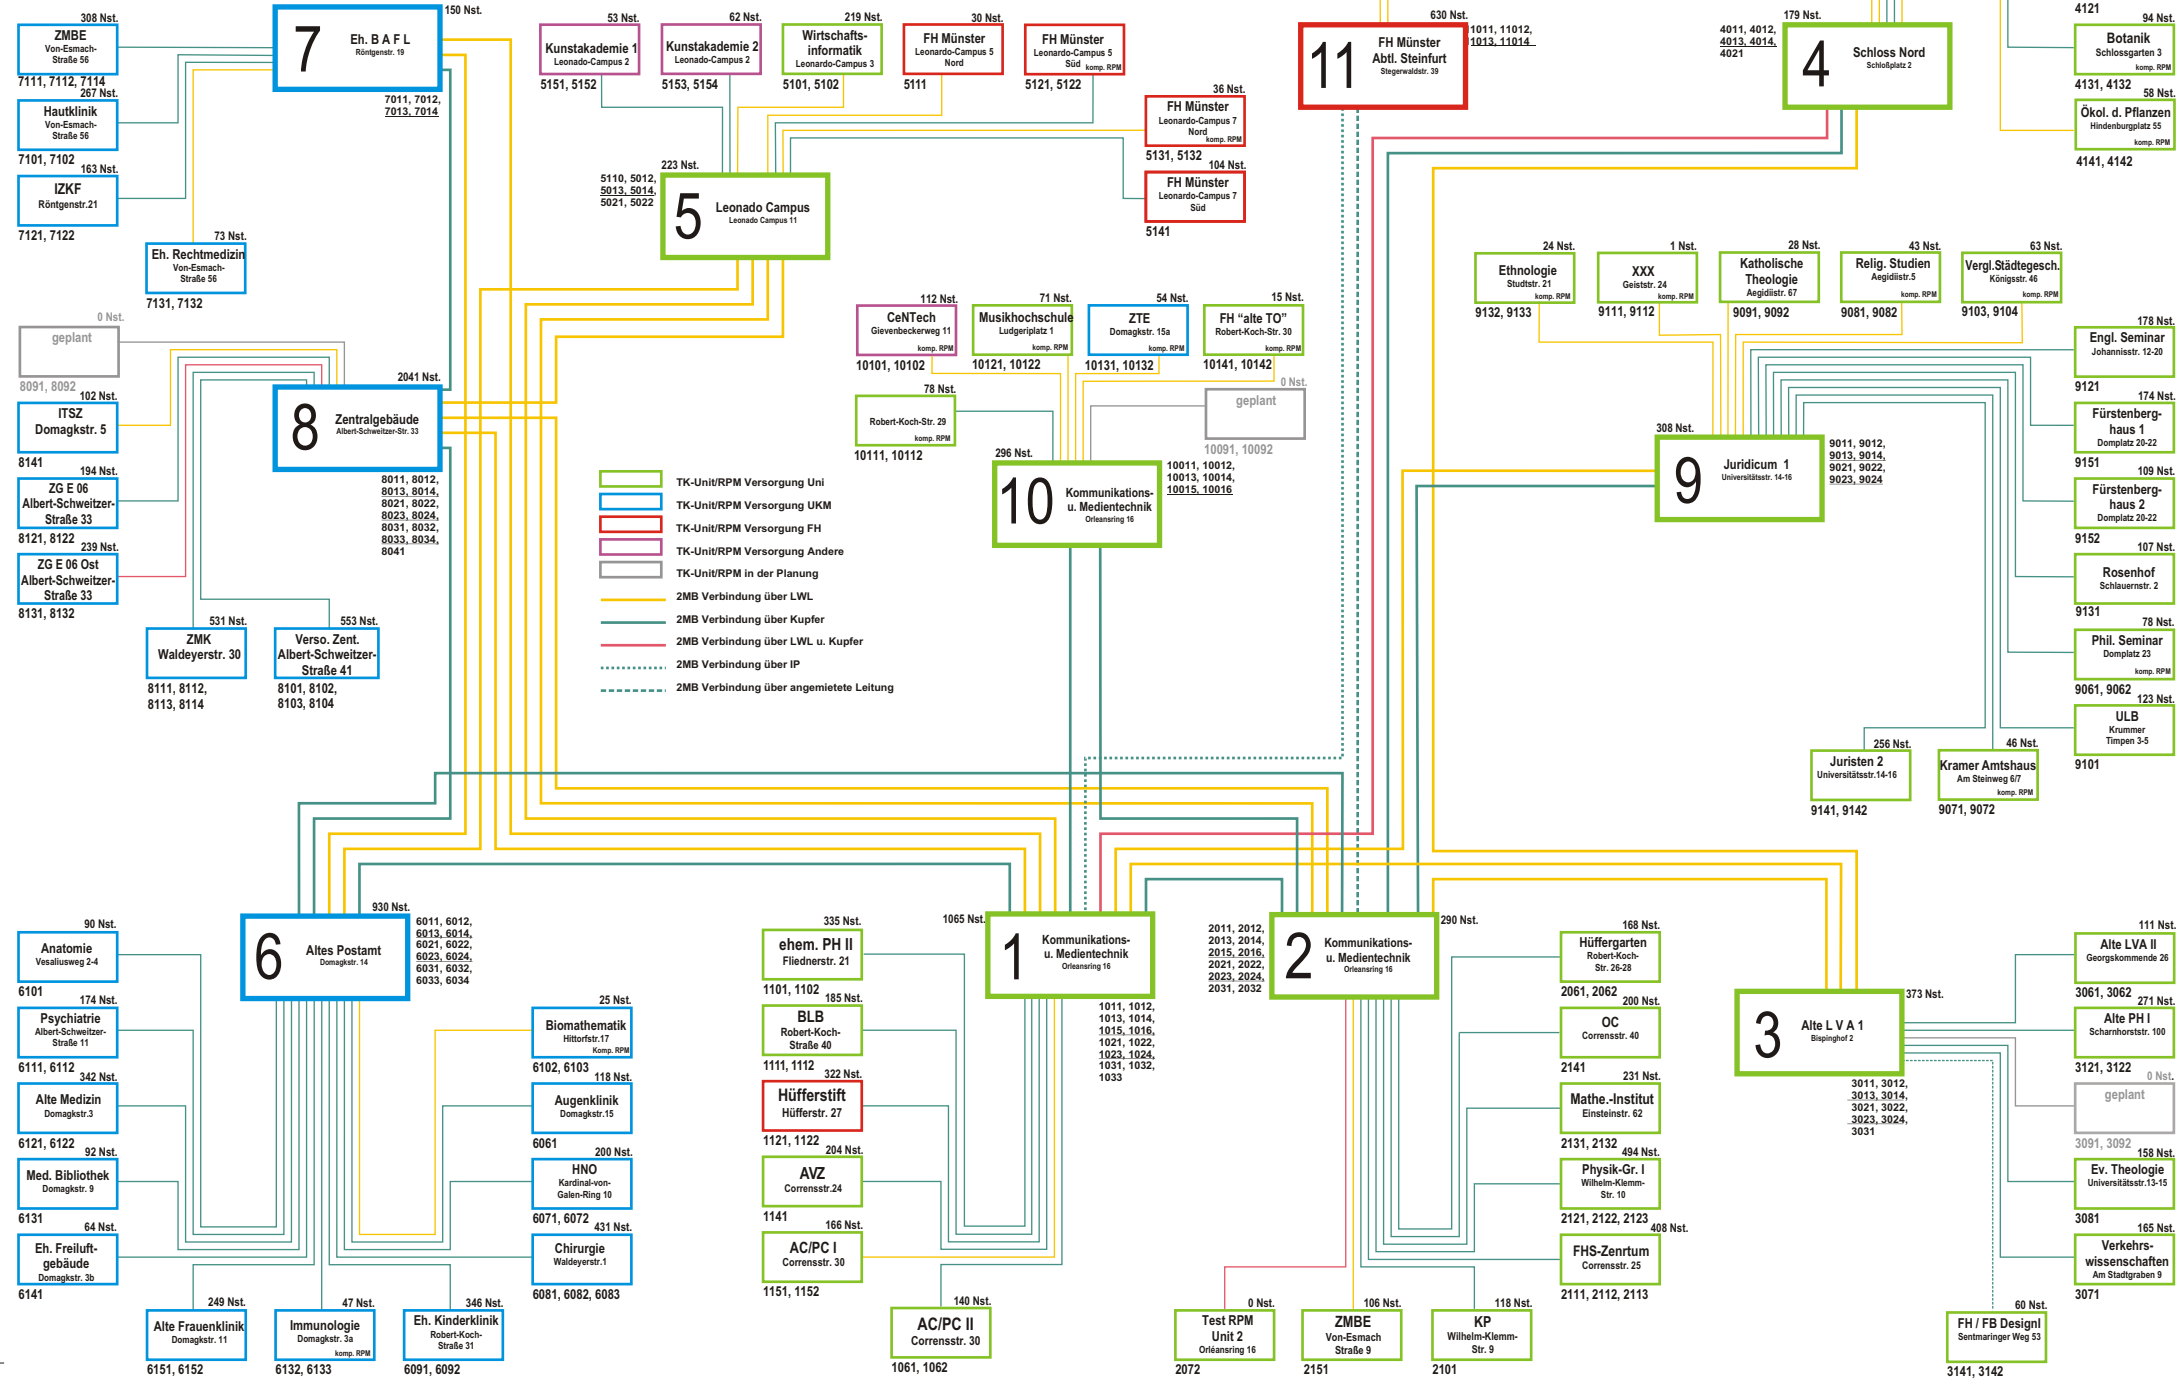 308 Nst.
ZMBE
Von-Esmach-
Straße 56
7111, 7112, 7114
267 Nst.
Hautklinik
Von-Esmach-
Straße 56
7101, 7102
163 Nst.
IZKF
Röntgenstr.21
7121, 7122
73 Nst.
Eh. Rechtmedizin
Von-Esmach-
Straße 56
7131, 7132
150 Nst.
7
Eh. B A F L
Röntgenstr. 19
7011, 7012,
7013, 7014
53 Nst.
Kunstakademie 1
Leonado-Campus 2
5151, 5152
62 Nst.
Kunstakademie 2
Leonado-Campus 2
5153, 5154
219 Nst.
Wirtschafts-
informatik
Leonardo-Campus 3
5101, 5102
30 Nst.
FH Münster
Leonardo-Campus 5
Nord
5111
FH Münster
Leonardo-Campus 5
Süd
komp. RPM
5121, 5122
36 Nst.
FH Münster
Leonardo-Campus 7
Nord
komp. RPM
5131, 5132
104 Nst.
FH Münster
Leonardo-Campus 7
Süd
5141
223 Nst.
5110, 5012,
5013, 5014,
5021, 5022
5
Leonado Campus
Leonado Campus 11
630 Nst.
11
FH Münster
Abtl. Steinfurt
Stegerwaldstr. 39
11011, 11012,
11013, 11014
179 Nst.
4011, 4012,
4013, 4014,
4021
4
Schloss Nord
Schloßplatz 2
4121
94 Nst.
Botanik
Schlossgarten 3
komp. RPM
4131, 4132
58 Nst.
Ökol. d. Pflanzen
Hindenburgplatz 55
komp. RPM
4141, 4142
0 Nst.
geplant
8091, 8092
102 Nst.
ITSZ
Domagkstr. 5
8141
194 Nst.
ZG E 06
Albert-Schweitzer-
Straße 33
8121, 8122
239 Nst.
ZG E 06 Ost
Albert-Schweitzer-
Straße 33
8131, 8132
531 Nst.
ZMK
Waldeyerstr. 30
8111, 8112,
8113, 8114
553 Nst.
Verso. Zent.
Albert-Schweitzer-
Straße 41
8101, 8102,
8103, 8104
2041 Nst.
8
Zentralgebäude
Albert-Schweitzer-Str. 33
8011, 8012,
8013, 8014,
8021, 8022,
8023, 8024,
8031, 8032,
8033, 8034,
8041
112 Nst.
CeNTech
Gievenbeckerweg 11
komp. RPM
10101, 10102
71 Nst.
Musikhochschule
Ludgeriplatz 1
komp. RPM
10121, 10122
54 Nst.
ZTE
Domagkstr. 15a
komp. RPM
10131, 10132
15 Nst.
FH "alte TO"
Robert-Koch-Str. 30
komp. RPM
10141, 10142
78 Nst.
Robert-Koch-Str. 29
komp. RPM
10111, 10112
0 Nst.
geplant
10091, 10092
296 Nst.
10
Kommunikations-
u. Medientechnik
Orleansring 16
10011, 10012,
10013, 10014,
10015, 10016
TK-Unit/RPM Versorgung Uni
TK-Unit/RPM Versorgung UKM
TK-Unit/RPM Versorgung FH
TK-Unit/RPM Versorgung Andere
TK-Unit/RPM in der Planung
2MB Verbindung über LWL
2MB Verbindung über Kupfer
2MB Verbindung über LWL u. Kupfer
2MB Verbindung über IP
2MB Verbindung über angemietete Leitung
24 Nst.
Ethnologie
Studtstr. 21
komp. RPM
9132, 9133
1 Nst.
XXX
Geiststr. 24
komp. RPM
9111, 9112
28 Nst.
Katholische
Theologie
Aegidiistr. 67
9091, 9092
43 Nst.
Relig. Studien
Aegidiistr.5
komp. RPM
9081, 9082
63 Nst.
Vergl.Städtegesch.
Königsstr. 46
komp. RPM
9103, 9104
308 Nst.
9
Juridicum 1
Universitätsstr. 14-16
9011, 9012,
9013, 9014,
9021, 9022,
9023, 9024
178 Nst.
Engl. Seminar
Johannisstr. 12-20
9121
174 Nst.
Fürstenberg-
haus 1
Domplatz 20-22
9151
109 Nst.
Fürstenberg-
haus 2
Domplatz 20-22
9152
107 Nst.
Rosenhof
Schlauernstr. 2
9131
78 Nst.
Phil. Seminar
Domplatz 23
komp. RPM
9061, 9062
123 Nst.
ULB
Krummer
Timpen 3-5
9101
256 Nst.
Juristen 2
Universitätsstr.14-16
9141, 9142
46 Nst.
Kramer Amtshaus
Am Steinweg 6/7
komp. RPM
9071, 9072
90 Nst.
Anatomie
Vesaliusweg 2-4
6101
174 Nst.
Psychiatrie
Albert-Schweitzer-
Straße 11
6111, 6112
342 Nst.
Alte Medizin
Domagkstr.3
6121, 6122
92 Nst.
Med. Bibliothek
Domagkstr. 9
6131
64 Nst.
Eh. Freiluft-
gebäude
Domagkstr. 3b
6141
249 Nst.
Alte Frauenklinik
Domagkstr. 11
6151, 6152
47 Nst.
Immunologie
Domagkstr. 3a
komp. RPM
6132, 6133
346 Nst.
Eh. Kinderklinik
Robert-Koch-
Straße 31
6091, 6092
930 Nst.
6
Altes Postamt
Domagkstr. 14
6011, 6012,
6013, 6014,
6021, 6022,
6023, 6024,
6031, 6032,
6033, 6034
25 Nst.
Biomathematik
Hittorfstr.17
Komp. RPM
6102, 6103
118 Nst.
Augenklinik
Domagkstr.15
6061
200 Nst.
HNO
Kardinal-von-
Galen-Ring 10
6071, 6072
431 Nst.
Chirurgie
Waldeyerstr.1
6081, 6082, 6083
335 Nst.
ehem. PH II
Fliednerstr. 21
1101, 1102
185 Nst.
BLB
Robert-Koch-
Straße 40
1111, 1112
322 Nst.
Hüfferstift
Hüfferstr. 27
1121, 1122
204 Nst.
AVZ
Corrensstr.24
1141
166 Nst.
AC/PC I
Corrensstr. 30
1151, 1152
140 Nst.
AC/PC II
Corrensstr. 30
1061, 1062
1065 Nst.
1
Kommunikations-
u. Medientechnik
Orleansring 16
1011, 1012,
1013, 1014,
1015, 1016,
1021, 1022,
1023, 1024,
1031, 1032,
1033
290 Nst.
2011, 2012,
2013, 2014,
2015, 2016,
2021, 2022,
2023, 2024,
2031, 2032
2
Kommunikations-
u. Medientechnik
Orleansring 16
168 Nst.
Hüffergarten
Robert-Koch-
Str. 26-28
2061, 2062
200 Nst.
OC
Corrensstr. 40
2141
231 Nst.
Mathe.-Institut
Einsteinstr. 62
2131, 2132
494 Nst.
Physik-Gr. I
Wilhelm-Klemm-
Str. 10
2121, 2122, 2123
408 Nst.
FHS-Zenrtum
Corrensstr. 25
2111, 2112, 2113
0 Nst.
Test RPM
Unit 2
Orléansring 16
2072
106 Nst.
ZMBE
Von-Esmach
Straße 9
2151
118 Nst.
KP
Wilhelm-Klemm-
Str. 9
2101
373 Nst.
3
Alte L V A 1
Bispinghof 2
3011, 3012,
3013, 3014,
3021, 3022,
3023, 3024,
3031
111 Nst.
Alte LVA II
Georgskommende 26
3061, 3062
271 Nst.
Alte PH I
Scharnhorststr. 100
3121, 3122
0 Nst.
geplant
3091, 3092
158 Nst.
Ev. Theologie
Universitätsstr.13-15
3081
165 Nst.
Verkehrs-
wissenschaften
Am Stadtgraben 9
3071
60 Nst.
FH / FB Designl
Sentmaringer Weg 53
3141, 3142